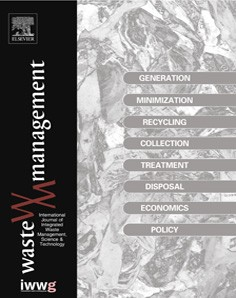 ELSEVIER
waste
management
International
Journal of
Integrated
Waste
Management,
Science &
Technology
iwwg
GENERATION
MINIMIZATION
RECYCLING
COLLECTION
TREATMENT
DISPOSAL
ECONOMICS
POLICY